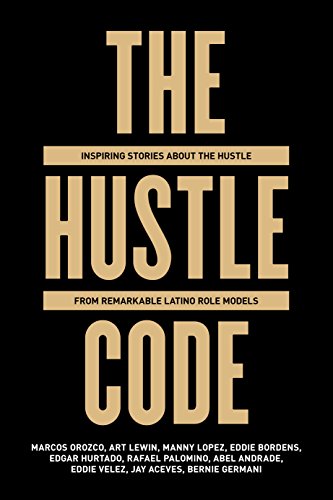 THE
INSPIRING STORIES ABOUT THE HUSTLE
HUSTLE
FROM REMARKABLE LATINO ROLE MODELS
CODE
MARCOS OROZCO, ART LEWIN, MANNY LOPEZ, EDDIE BORDENS,
EDGAR HURTADO, RAFAEL PALOMINO, ABEL ANDRADE,
EDDIE VELEZ, JAY ACEVES, BERNIE GERMANI